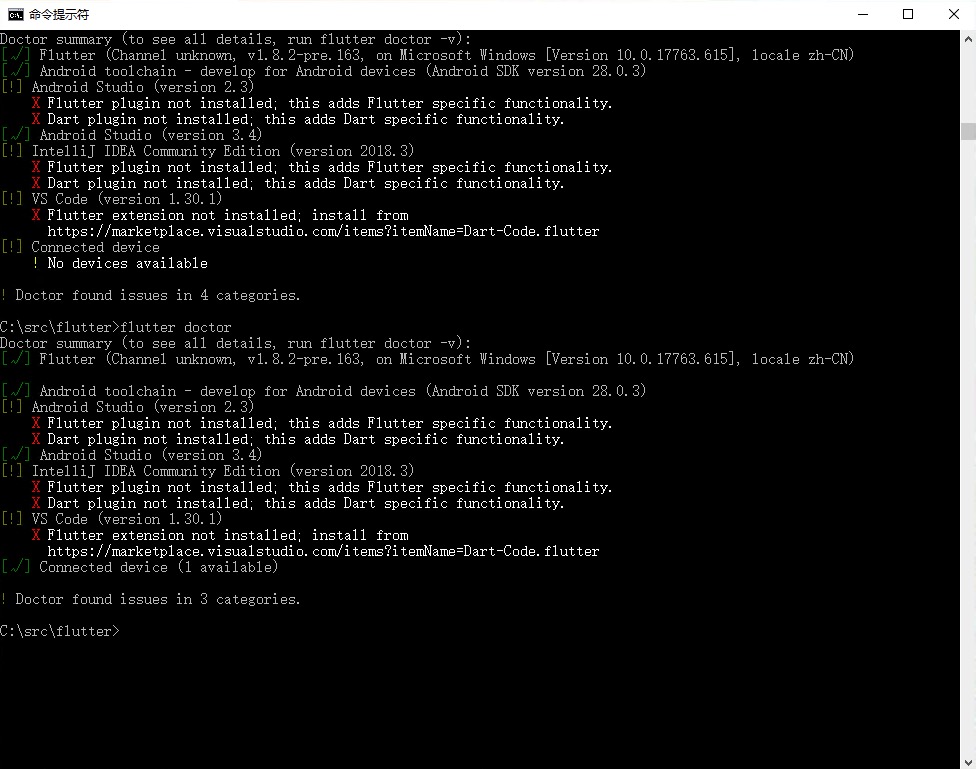 命令提示符
Doctor summary (to see all details, run flutter doctor -v):
[√] Flutter (Channel unknown, v1.8.2-pre.163, on Microsoft Windows [Version 10.0.17763.615], locale zh-CN)
[√] Android toolchain - develop for Android devices (Android SDK version 28.0.3)
[!] Android Studio (version 2.3)
X Flutter plugin not installed; this adds Flutter specific functionality.
X Dart plugin not installed; this adds Dart specific functionality.
[√] Android Studio (version 3.4)
[!] IntelliJ IDEA Community Edition (version 2018.3)
X Flutter plugin not installed; this adds Flutter specific functionality.
X Dart plugin not installed; this adds Dart specific functionality.
[!] VS Code (version 1.30.1)
X Flutter extension not installed; install from
https://marketplace.visualstudio.com/items?itemName=Dart-Code.flutter
[!] Connected device
! No devices available
! Doctor found issues in 4 categories.
C:\src\flutter>flutter doctor
Doctor summary (to see all details, run flutter doctor -v):
[√] Flutter (Channel unknown, v1.8.2-pre.163, on Microsoft Windows [Version 10.0.17763.615], locale zh-CN)
[√] Android toolchain - develop for Android devices (Android SDK version 28.0.3)
[!] Android Studio (version 2.3)
X Flutter plugin not installed; this adds Flutter specific functionality.
X Dart plugin not installed; this adds Dart specific functionality.
[√] Android Studio (version 3.4)
[!] IntelliJ IDEA Community Edition (version 2018.3)
X Flutter plugin not installed; this adds Flutter specific functionality.
X Dart plugin not installed; this adds Dart specific functionality.
[!] VS Code (version 1.30.1)
X Flutter extension not installed; install from
https://marketplace.visualstudio.com/items?itemName=Dart-Code.flutter
[√] Connected device (1 available)
! Doctor found issues in 3 categories.
C:\src\flutter>